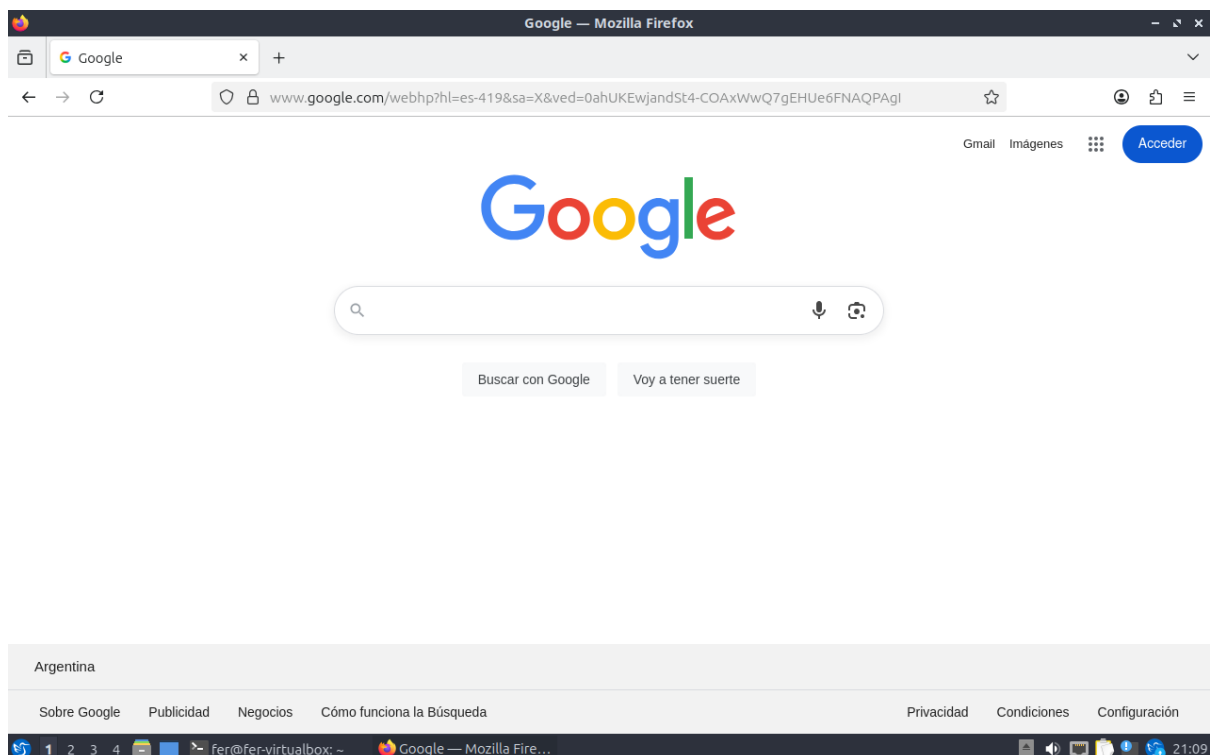 Google — Mozilla Firefox
Google
www.google.com/webhp?hl=es-419&sa=X&ved=0ahUKEwjandSt4-COAxWwQ7gEHUe6FNAQPAgI
Gmail Imágenes Acceder
Google
Buscar con Google Voy a tener suerte
Argentina
Sobre Google Publicidad Negocios Cómo funciona la Búsqueda Privacidad Condiciones Configuración
1 2 3 4 fer@fer-virtualbox: ~ Google — Mozilla Fire... 21:09